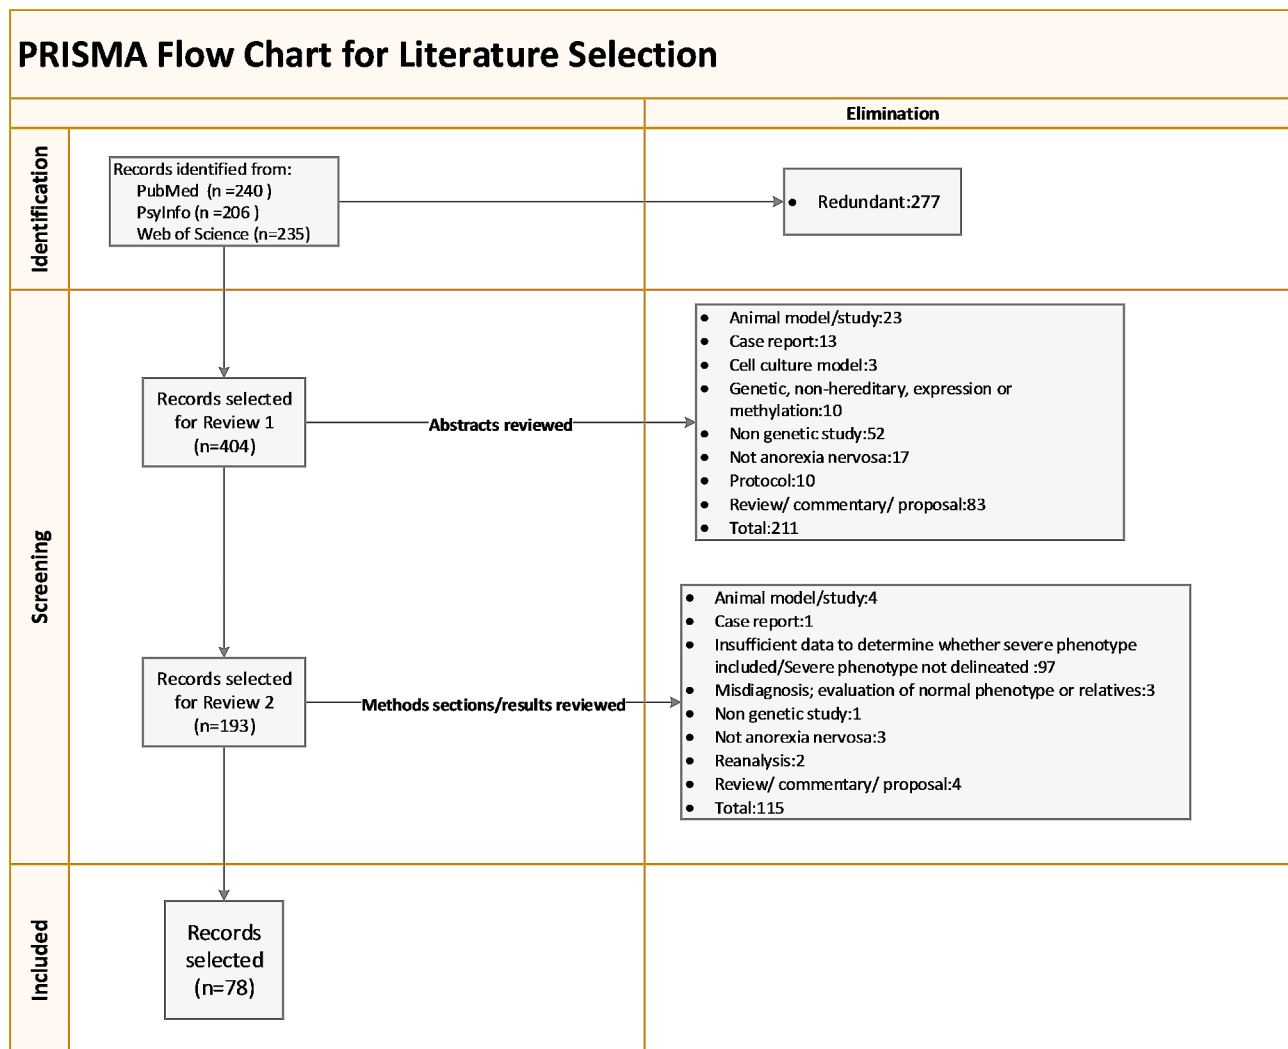 PRISMA Flow Chart for Literature Selection
Elimination
Identification
Records identified from:
PubMed (n =240 )
PsyInfo (n =206 )
Web of Science (n=235)
• Redundant:277
Screening
Records selected
for Review 1
(n=404)
Abstracts reviewed
• Animal model/study:23
• Case report:13
• Cell culture model:3
• Genetic, non-hereditary, expression or
methylation:10
• Non genetic study:52
• Not anorexia nervosa:17
• Protocol:10
• Review/ commentary/ proposal:83
• Total:211
Records selected
for Review 2
(n=193)
Methods sections/results reviewed
• Animal model/study:4
• Case report:1
• Insufficient data to determine whether severe phenotype
included/Severe phenotype not delineated :97
• Misdiagnosis; evaluation of normal phenotype or relatives:3
• Non genetic study:1
• Not anorexia nervosa:3
• Reanalysis:2
• Review/ commentary/ proposal:4
• Total:115
Included
Records
selected
(n=78)